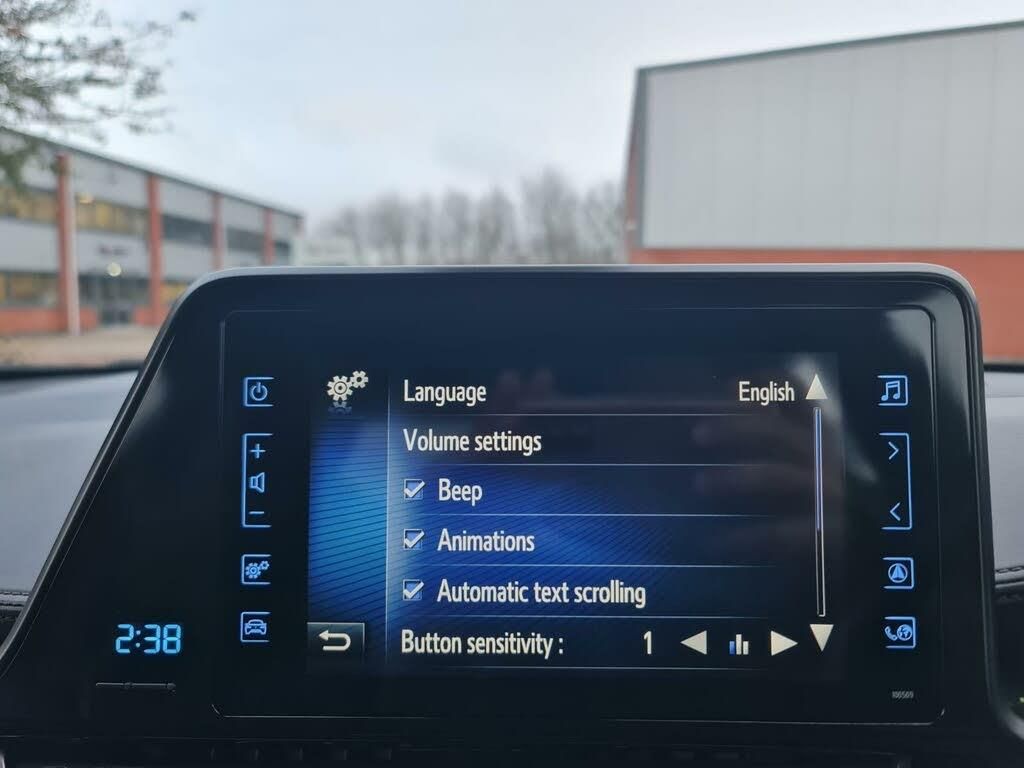 Language English
Volume settings
Beep
Animations
Automatic text scrolling
Button sensitivity : 1
2:38